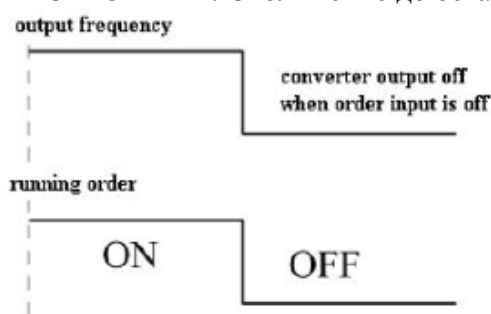 output frequency
converter output off
when order input is off
running order
ON
OFF